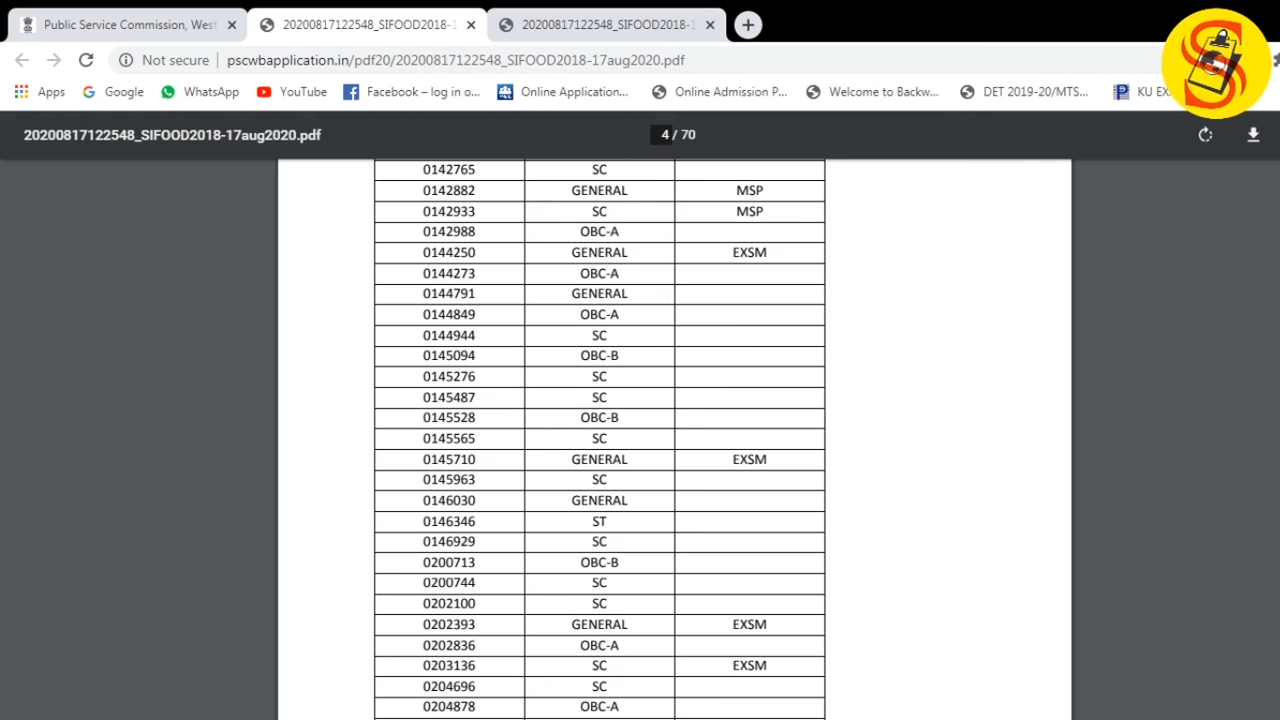 Public Service Commission, West
20200817122548_SIFOOD2018-1
20200817122548_SIFOOD2018-1
Not secure
pscwbapplication.in/pdf20/20200817122548_SIFOOD2018-17aug2020.pdf
Apps
Google
WhatsApp
YouTube
Facebook – log in o...
Online Application...
Online Admission P...
Welcome to Backw...
DET 2019-20/MTS...
KU EX
S
20200817122548_SIFOOD2018-17aug2020.pdf
4 / 70
0142765 SC
0142882 GENERAL MSP
0142933 SC MSP
0142988 OBC-A
0144250 GENERAL EXSM
0144273 OBC-A
0144791 GENERAL
0144849 OBC-A
0144944 SC
0145094 OBC-B
0145276 SC
0145487 SC
0145528 OBC-B
0145565 SC
0145710 GENERAL EXSM
0145963 SC
0146030 GENERAL
0146346 ST
0146929 SC
0200713 OBC-B
0200744 SC
0202100 SC
0202393 GENERAL EXSM
0202836 OBC-A
0203136 SC EXSM
0204696 SC
0204878 OBC-A